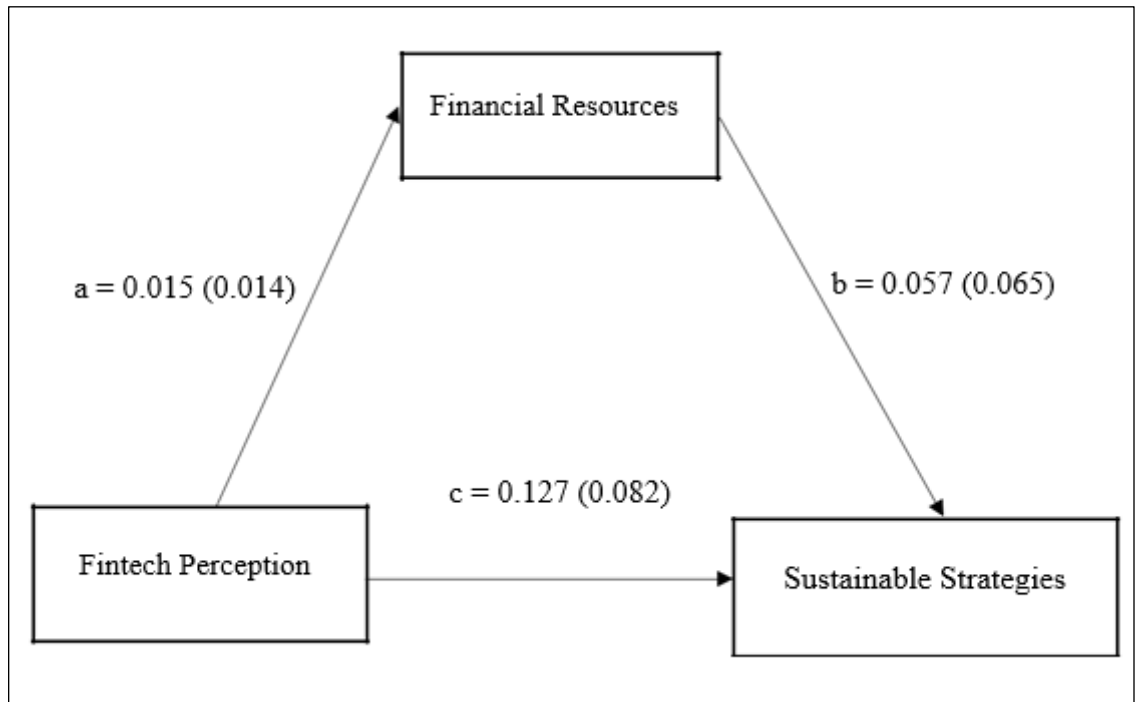 Financial Resources
a = 0.015 (0.014)
b = 0.057 (0.065)
c = 0.127 (0.082)
Fintech Perception
Sustainable Strategies